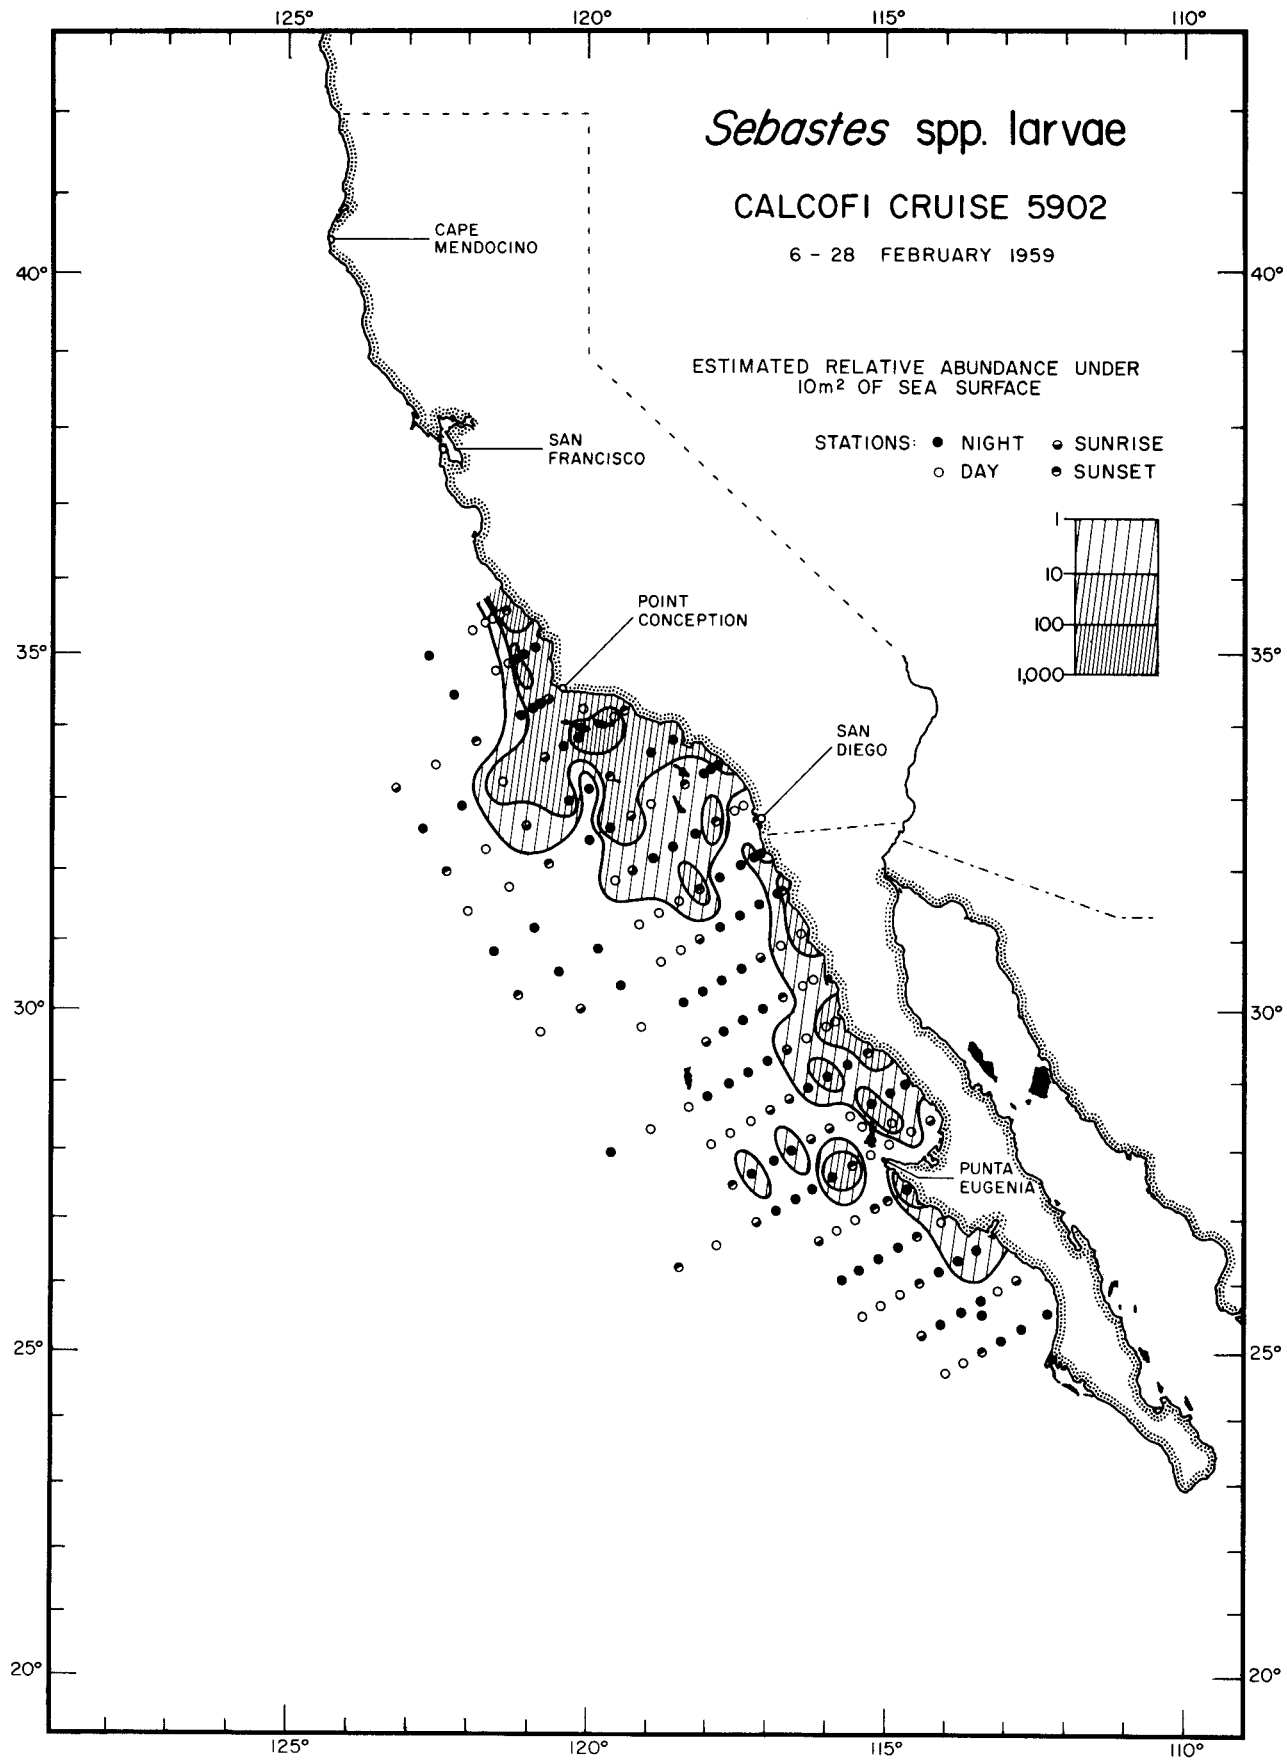 125° 120° 115° 110°
Sebastes spp. larvae
CALCOFI CRUISE 5902
6 – 28 FEBRUARY 1959
CAPE
MENDOCINO
40° 40°
ESTIMATED RELATIVE ABUNDANCE UNDER
10m² OF SEA SURFACE
STATIONS: ● NIGHT ◒ SUNRISE
○ DAY ◓ SUNSET
SAN
FRANCISCO
1
10
100
1,000
POINT
CONCEPTION
35° 35°
SAN
DIEGO
30° 30°
PUNTA
EUGENIA
25° 25°
20° 20°
125° 120° 115° 110°